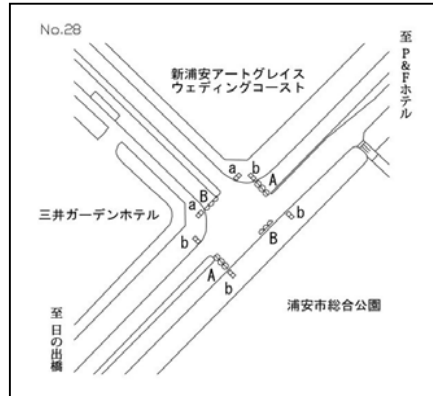 No.28
至 P&Fホテル
新浦安アートグレイス
ウェディングコースト
a
b
A
B
a
b
b
B
A
b
三井ガーデンホテル
浦安市総合公園
至 日の出橋